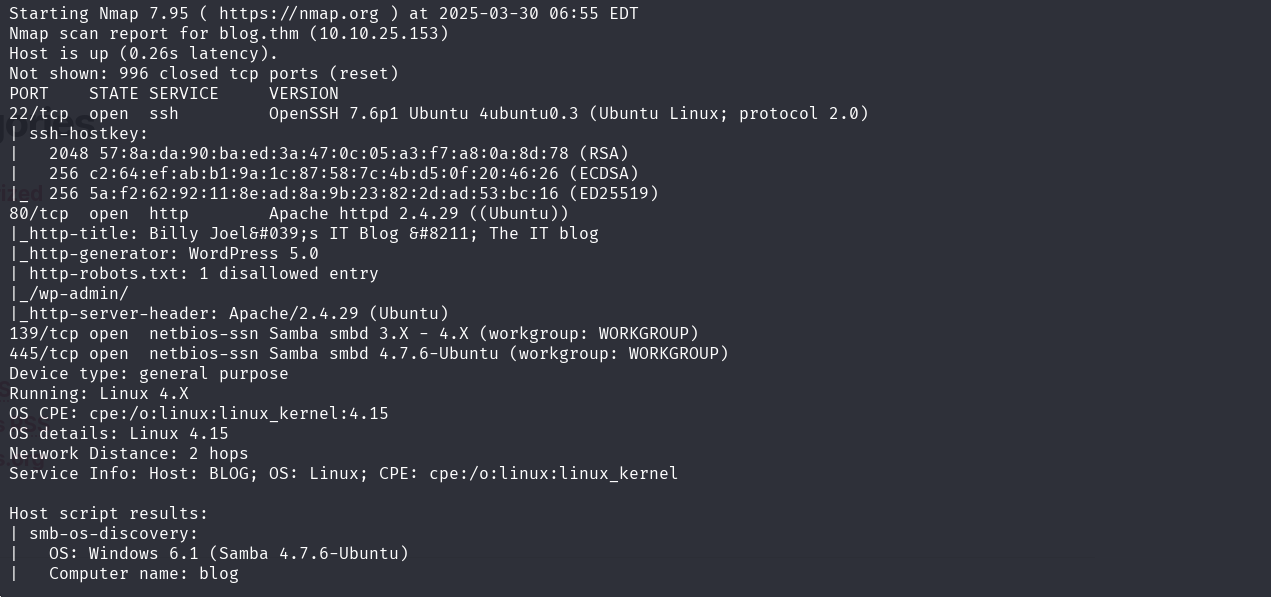 Starting Nmap 7.95 ( https://nmap.org ) at 2025-03-30 06:55 EDT
Nmap scan report for blog.thm (10.10.25.153)
Host is up (0.26s latency).
Not shown: 996 closed tcp ports (reset)
PORT    STATE SERVICE     VERSION
22/tcp  open  ssh         OpenSSH 7.6p1 Ubuntu 4ubuntu0.3 (Ubuntu Linux; protocol 2.0)
| ssh-hostkey:
|   2048 57:8a:da:90:ba:ed:3a:47:0c:05:a3:f7:a8:0a:8d:78 (RSA)
|   256 c2:64:ef:ab:b1:9a:1c:87:58:7c:4b:d5:0f:20:46:26 (ECDSA)
|_  256 5a:f2:62:92:11:8e:ad:8a:9b:23:82:2d:ad:53:bc:16 (ED25519)
80/tcp  open  http        Apache httpd 2.4.29 ((Ubuntu))
|_http-title: Billy Joel&#039;s IT Blog &#8211; The IT blog
|_http-generator: WordPress 5.0
| http-robots.txt: 1 disallowed entry
|_/wp-admin/
|_http-server-header: Apache/2.4.29 (Ubuntu)
139/tcp open  netbios-ssn Samba smbd 3.X - 4.X (workgroup: WORKGROUP)
445/tcp open  netbios-ssn Samba smbd 4.7.6-Ubuntu (workgroup: WORKGROUP)
Device type: general purpose
Running: Linux 4.X
OS CPE: cpe:/o:linux:linux_kernel:4.15
OS details: Linux 4.15
Network Distance: 2 hops
Service Info: Host: BLOG; OS: Linux; CPE: cpe:/o:linux:linux_kernel

Host script results:
| smb-os-discovery:
|   OS: Windows 6.1 (Samba 4.7.6-Ubuntu)
|   Computer name: blog